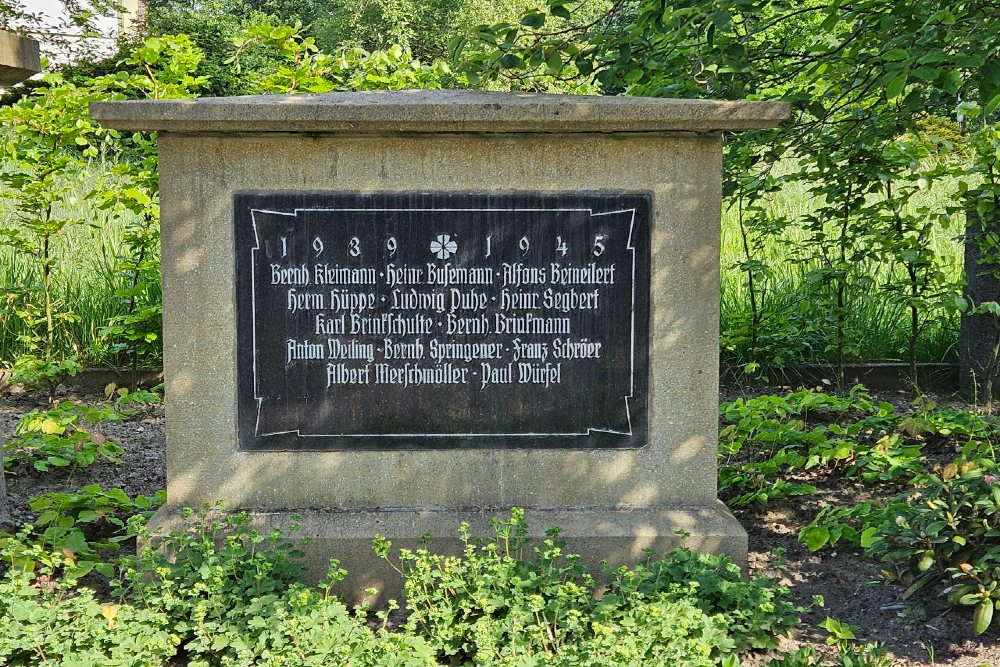 1939 1945
Bernh Kleimann · Heinr Busemann · Alfons Beineilert
Herm Hüppe · Ludwig Puhe · Heinr Segbert
Karl Brinkschulte · Bernh Brinkmann
Anton Weiling · Bernh Springener · Franz Schröer
Albert Merschmöller · Paul Würfel